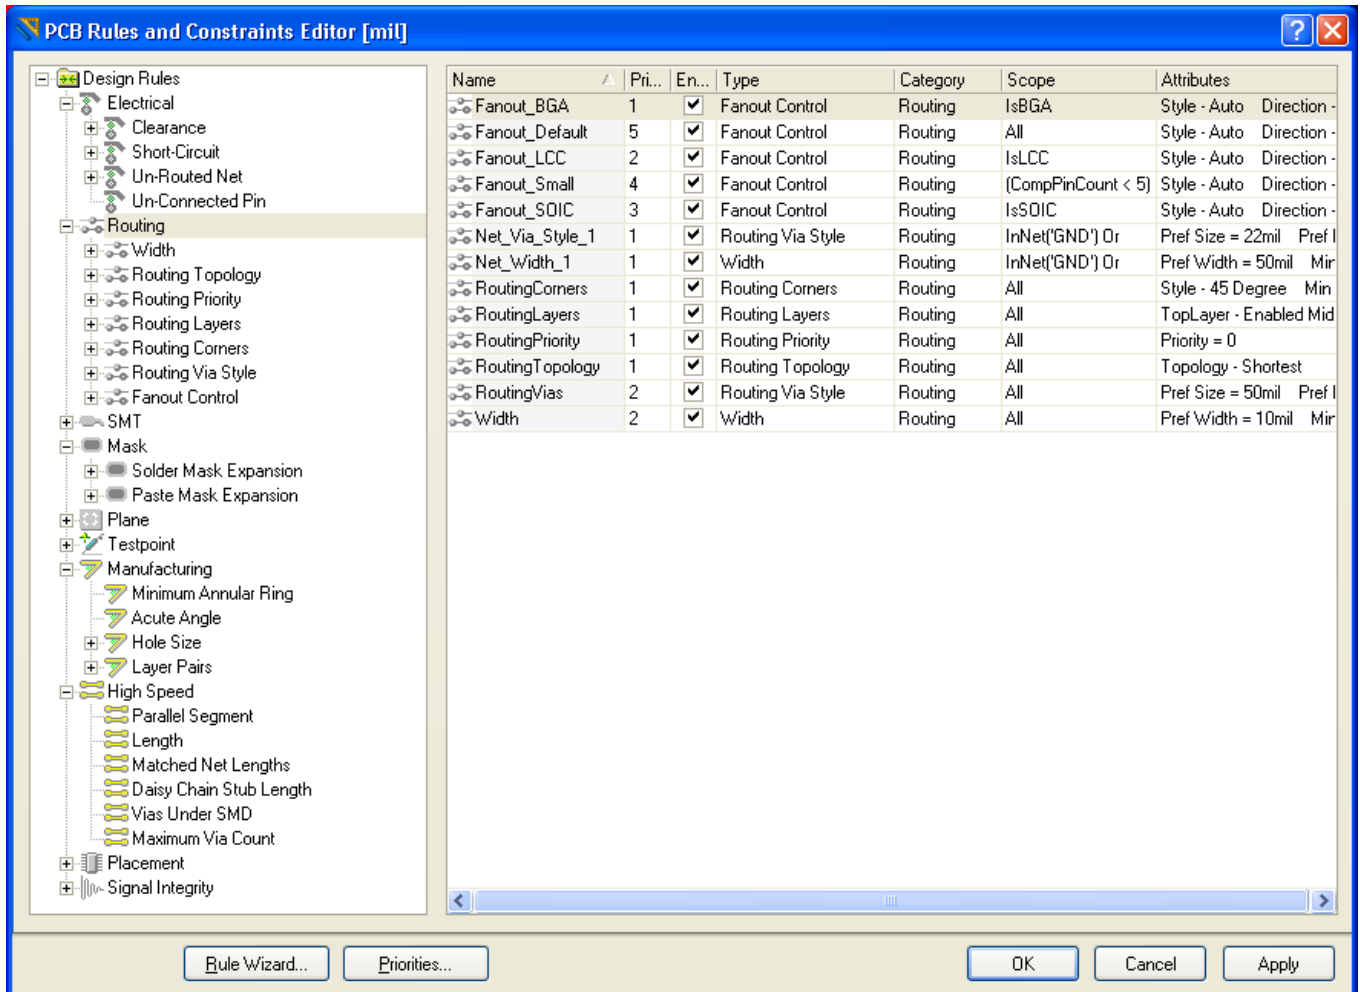 PCB Rules and Constraints Editor [mil]
Design Rules
Electrical
Clearance
Short-Circuit
Un-Routed Net
Un-Connected Pin
Routing
Width
Routing Topology
Routing Priority
Routing Layers
Routing Corners
Routing Via Style
Fanout Control
SMT
Mask
Solder Mask Expansion
Paste Mask Expansion
Plane
Testpoint
Manufacturing
Minimum Annular Ring
Acute Angle
Hole Size
Layer Pairs
High Speed
Parallel Segment
Length
Matched Net Lengths
Daisy Chain Stub Length
Vias Under SMD
Maximum Via Count
Placement
Signal Integrity
Name Pri... En... Type Category Scope Attributes
Fanout_BGA 1 Fanout Control Routing IsBGA Style - Auto Direction -
Fanout_Default 5 Fanout Control Routing All Style - Auto Direction -
Fanout_LCC 2 Fanout Control Routing IsLCC Style - Auto Direction -
Fanout_Small 4 Fanout Control Routing (CompPinCount < 5) Style - Auto Direction -
Fanout_SOIC 3 Fanout Control Routing IsSOIC Style - Auto Direction -
Net_Via_Style_1 1 Routing Via Style Routing InNet('GND') Or Pref Size = 22mil Pref
Net_Width_1 1 Width Routing InNet('GND') Or Pref Width = 50mil Mir
RoutingCorners 1 Routing Corners Routing All Style - 45 Degree Min
RoutingLayers 1 Routing Layers Routing All TopLayer - Enabled Mid
RoutingPriority 1 Routing Priority Routing All Priority = 0
RoutingTopology 1 Routing Topology Routing All Topology - Shortest
RoutingVias 2 Routing Via Style Routing All Pref Size = 50mil Pref
Width 2 Width Routing All Pref Width = 10mil Mir
Rule Wizard... Priorities... OK Cancel Apply